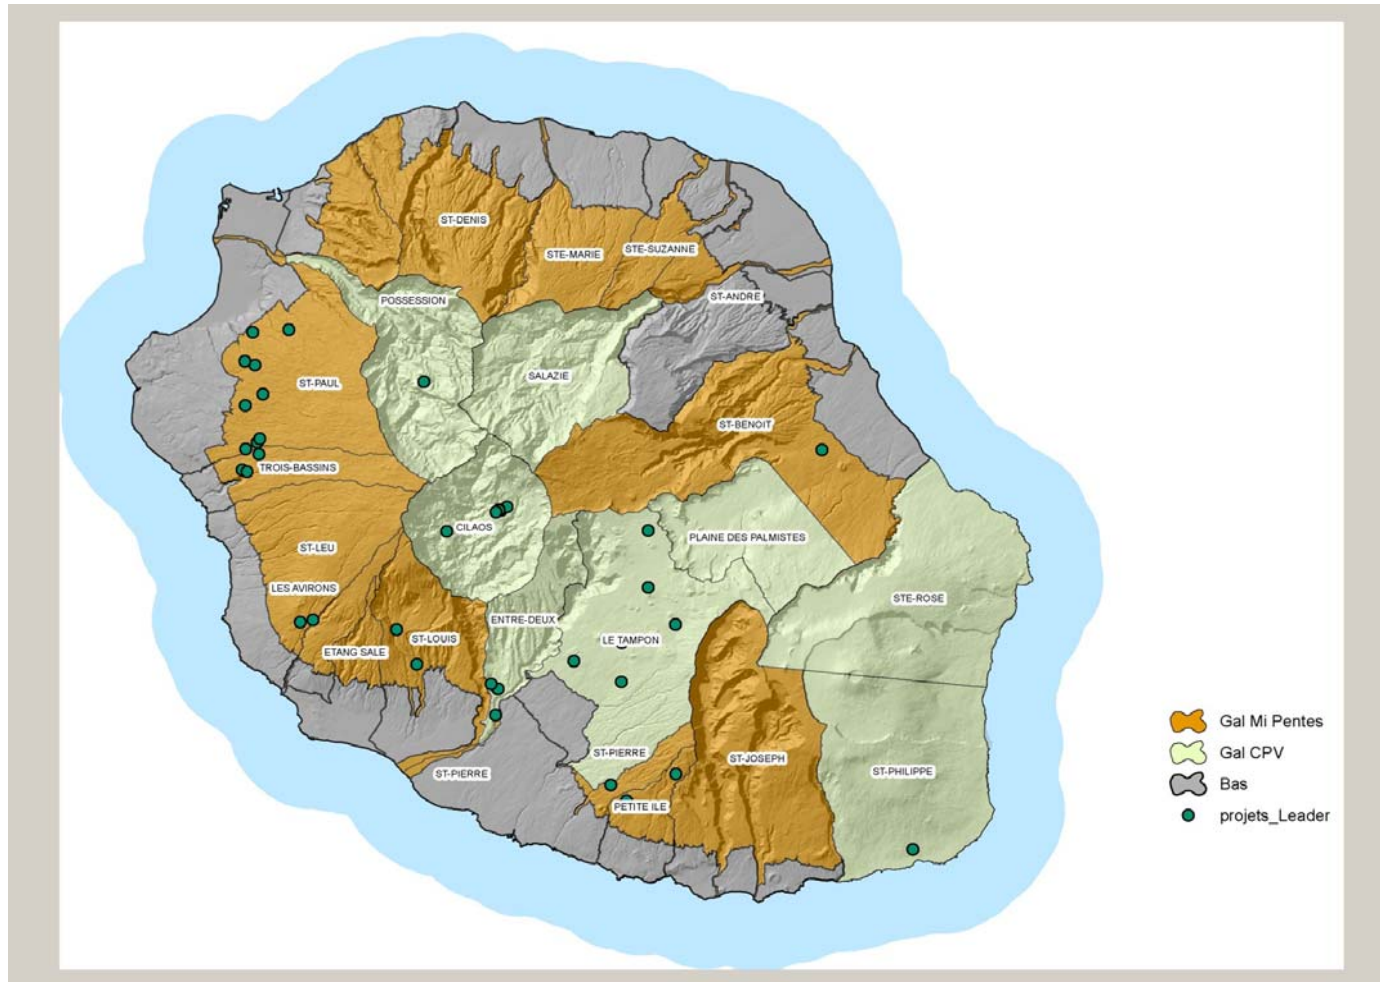 ST-DENIS
STE-MARIE
STE-SUZANNE
POSSESSION
ST-ANDRE
SALAZIE
ST-PAUL
ST-BENOIT
TROIS-BASSINS
CILAOS
PLAINE DES PALMISTES
ST-LEU
LES AVIRONS
STE-ROSE
ENTRE-DEUX
ST-LOUIS
LE TAMPON
ETANG SALE
ST-PIERRE
ST-JOSEPH
ST-PHILIPPE
ST-PIERRE
PETITE ILE
Gal Mi Pentes
Gal CPV
Bas
projets_Leader